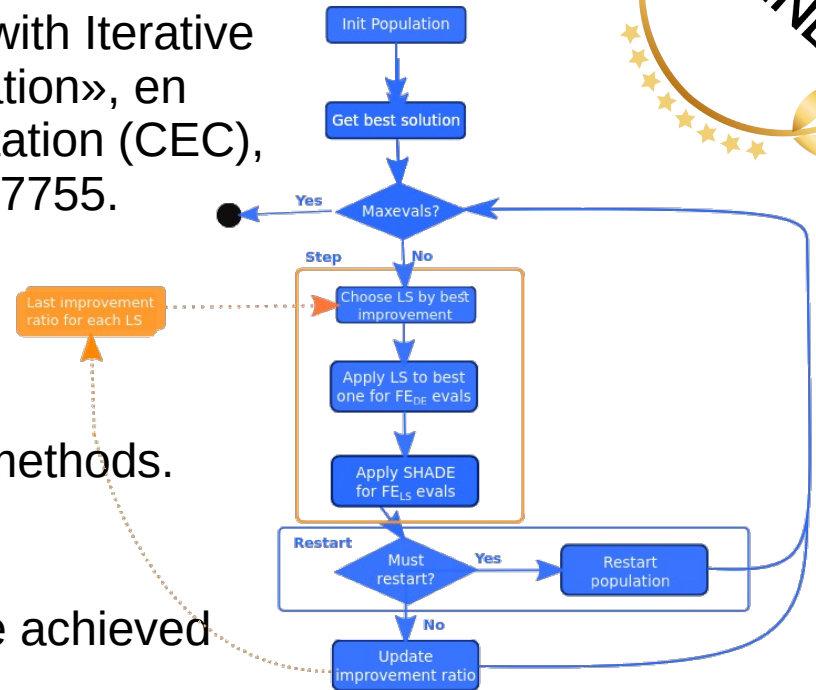 with Iterative
ation», en
tation (CEC),
7755.
methods.
e achieved
Init Population
Get best solution
Maxevals?
Yes
No
Step
Choose LS by best
improvement
Last improvement
ratio for each LS
Apply LS to best
one for FE_DE evals
Apply SHADE
for FE_LS evals
Restart
Must
restart?
Yes
Restart
population
No
Update
improvement ratio